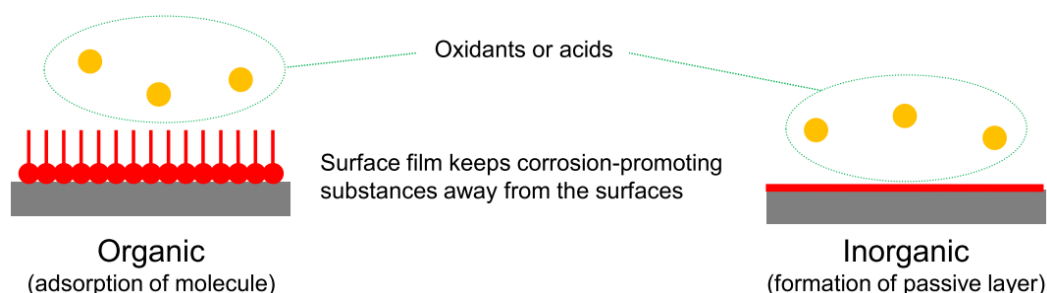 Oxidants or acids
Surface film keeps corrosion-promoting
substances away from the surfaces
Organic
(adsorption of molecule)
Inorganic
(formation of passive layer)